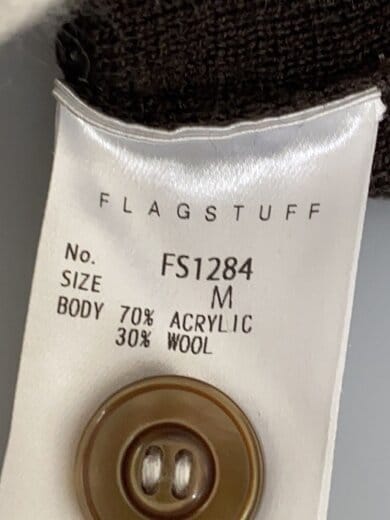 FLAGSTUFF
No. FS1284
SIZE M
BODY 70% ACRYLIC
30% WOOL